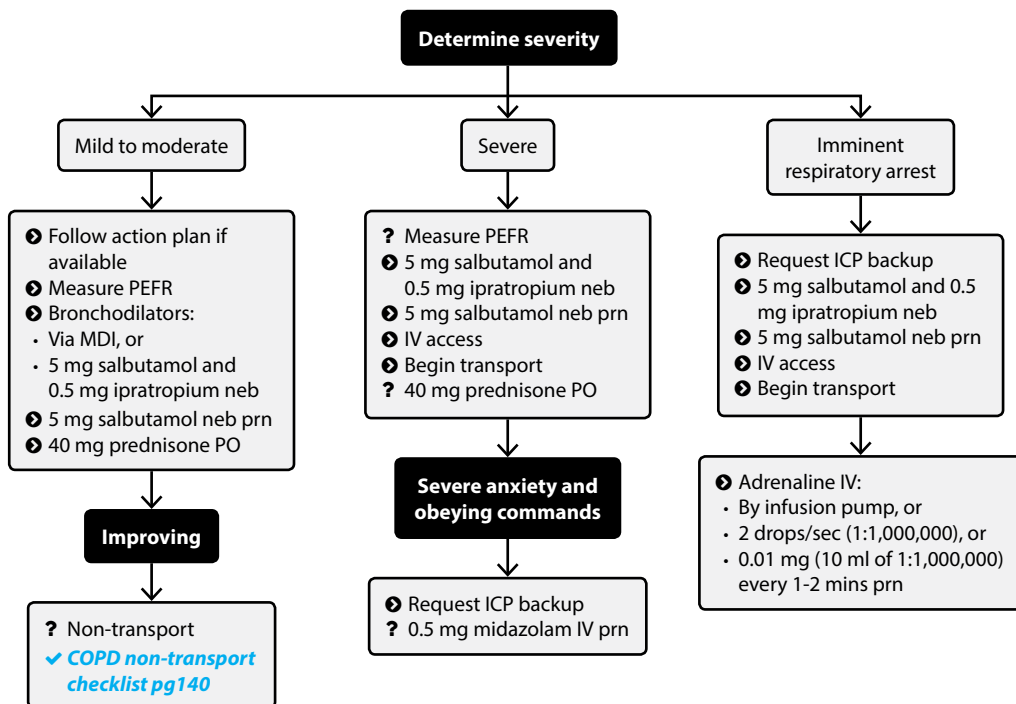 Determine severity
Mild to moderate
Severe
Imminent
respiratory arrest
Follow action plan if
available
Measure PEFR
Bronchodilators:
• Via MDI, or
• 5 mg salbutamol and
0.5 mg ipratropium neb
5 mg salbutamol neb prn
40 mg prednisone PO
? Measure PEFR
5 mg salbutamol and
0.5 mg ipratropium neb
5 mg salbutamol neb prn
IV access
Begin transport
? 40 mg prednisone PO
Request ICP backup
5 mg salbutamol and 0.5
mg ipratropium neb
5 mg salbutamol neb prn
IV access
Begin transport
Improving
Severe anxiety and
obeying commands
Adrenaline IV:
• By infusion pump, or
• 2 drops/sec (1:1,000,000), or
• 0.01 mg (10 ml of 1:1,000,000)
every 1-2 mins prn
? Non-transport
✓ COPD non-transport
checklist pg140
Request ICP backup
? 0.5 mg midazolam IV prn